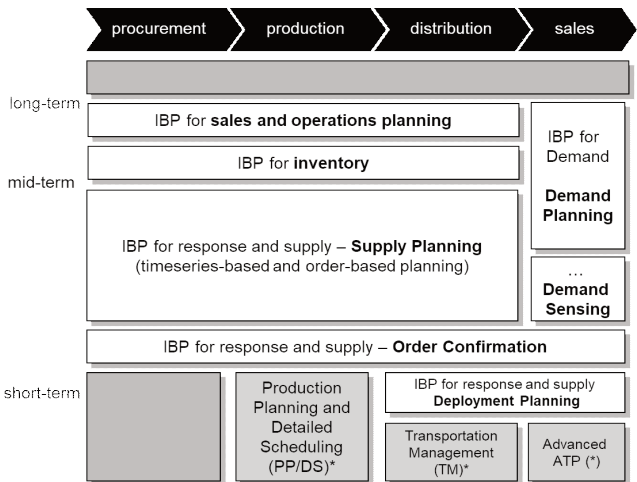 procurement
production
distribution
sales
long-term
IBP for sales and operations planning
IBP for
Demand
Demand
Planning
IBP for inventory
mid-term
IBP for response and supply – Supply Planning
(timeseries-based and order-based planning)
...
Demand
Sensing
IBP for response and supply – Order Confirmation
short-term
Production
Planning and
Detailed
Scheduling
(PP/DS)*
IBP for response and supply
Deployment Planning
Transportation
Management
(TM)*
Advanced
ATP (*)